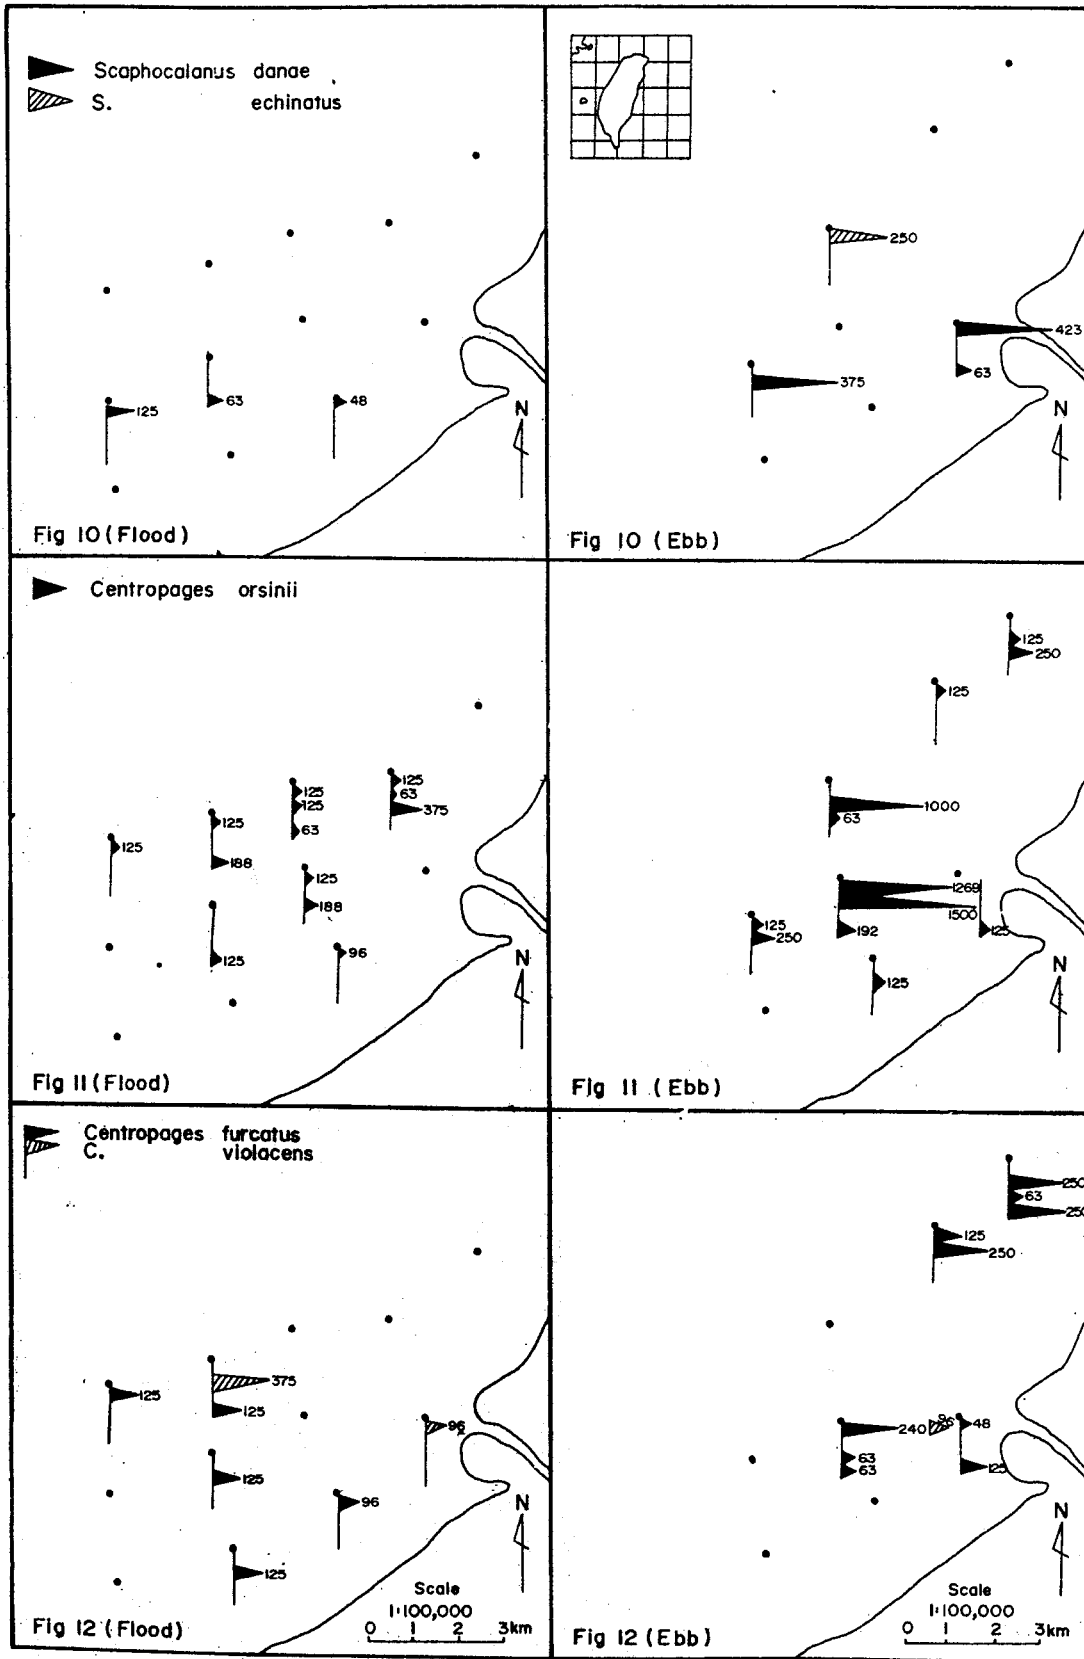 Scaphocalanus danae
S. echinatus
125
63
48
N
Fig 10 (Flood)
250
423
63
375
N
Fig 10 (Ebb)
Centropages orsinii
125
63
375
125
125
63
125
188
125
125
188
96
125
N
Fig 11 (Flood)
125
250
125
1000
63
1269
1500
192
125
125
250
125
N
Fig 11 (Ebb)
Centropages furcatus
C. violacens
375
125
125
96
125
96
125
N
Scale
1:100,000
0 1 2 3km
Fig 12 (Flood)
250
63
250
125
250
240
96
48
63
63
125
N
Scale
1:100,000
0 1 2 3km
Fig 12 (Ebb)